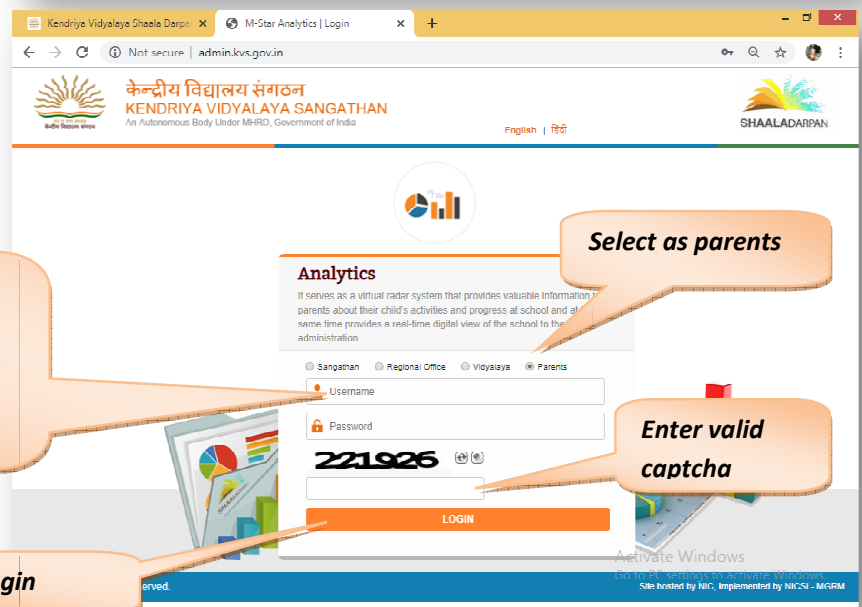 Kendriya Vidyalaya Shaala Darpa
M-Star Analytics | Login
Not secure | admin.kvs.gov.in
केन्द्रीय विद्यालय संगठन
KENDRIYA VIDYALAYA SANGATHAN
An Autonomous Body Under MHRD, Government of India
केन्द्रीय विद्यालय संगठन
English | हिंदी
SHAALADARPAN
Select as parents
Analytics
It serves as a virtual radar system that provides valuable information
parents about their child's activities and progress at school and at
same time provides a real-time digital view of the school to the
administration
Sangathan Regional Office Vidyalaya Parents
Username
Password
Enter valid
captcha
221926
SHAALADARPAN
LOGIN
Activate Windows
Go to PC settings to activate Windows.
gin
erved.
Site hosted by NIC, Implemented by NICSI - MGRM